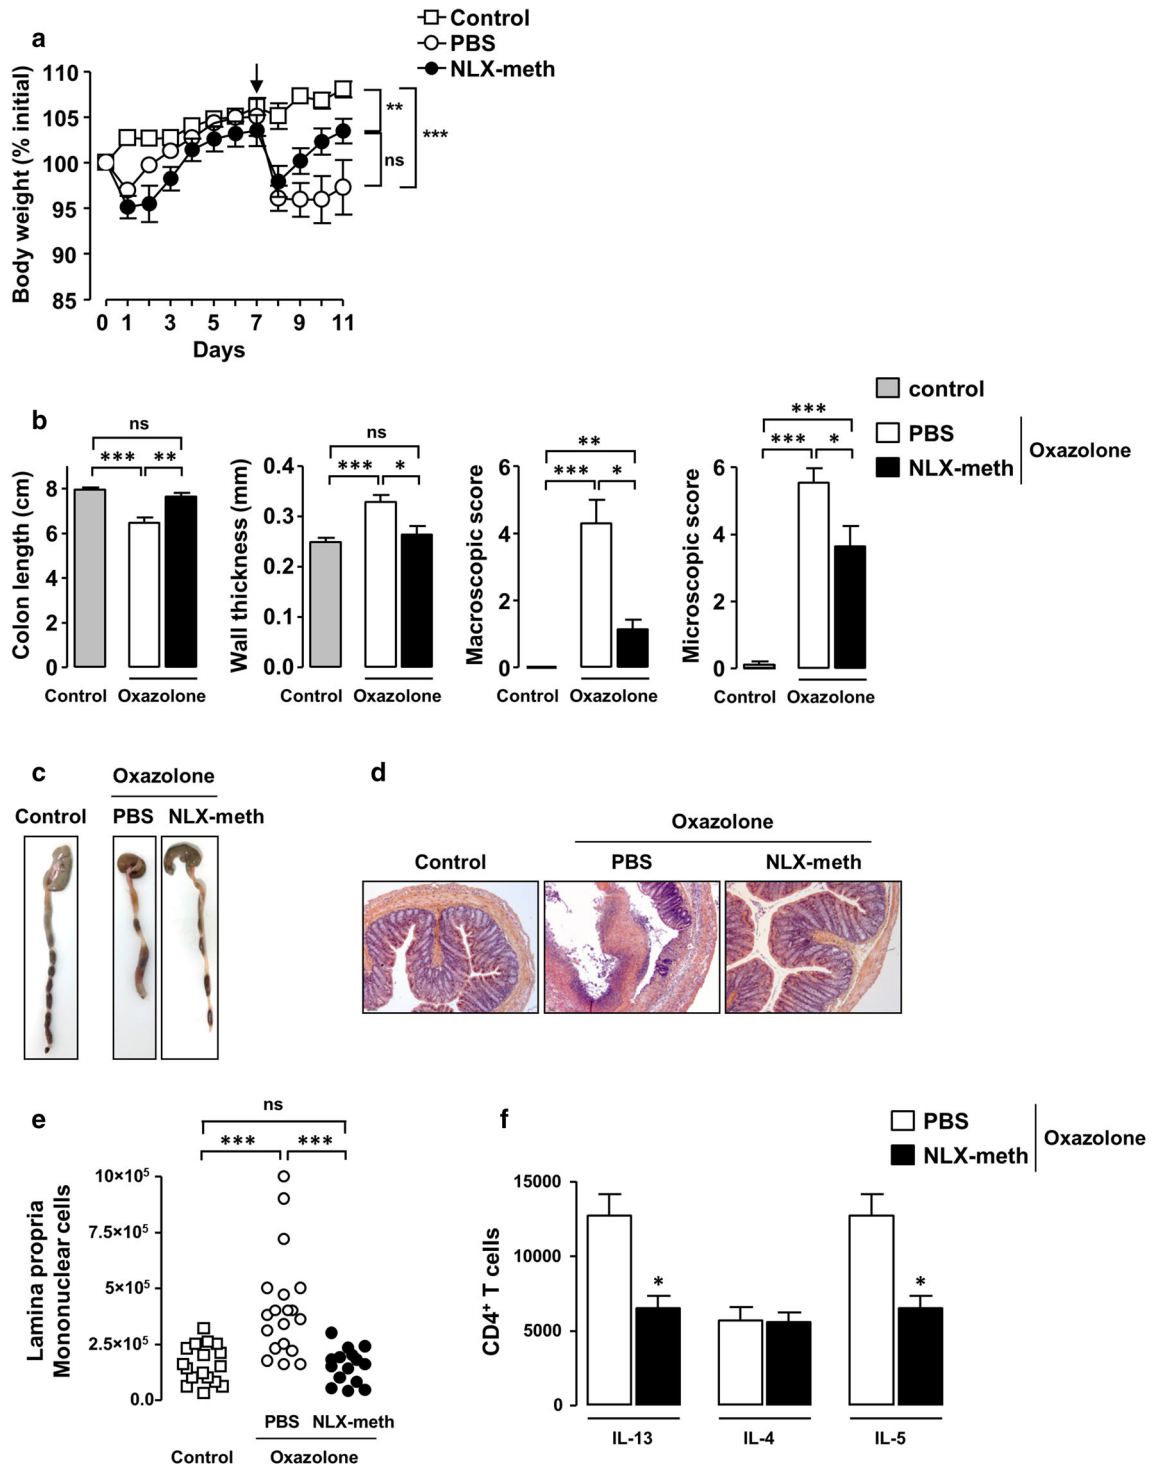 a
Control
PBS
NLX-meth
Body weight (% initial)
110
105
100
95
90
85
**
***
ns
0 1 3 5 7 9 11
Days
b
control
PBS
NLX-meth
Oxazolone
ns
*** **
Colon length (cm)
8
6
4
2
0
Control Oxazolone
ns
*** *
Wall thickness (mm)
0.4
0.3
0.2
0.1
0.0
Control Oxazolone
**
*** *
Macroscopic score
6
4
2
0
Control Oxazolone
***
*** *
Microscopic score
6
4
2
0
Control Oxazolone
c
Oxazolone
Control PBS NLX-meth
d
Oxazolone
Control PBS NLX-meth
e
ns
*** ***
Lamina propria
Mononuclear cells
10×10⁵
7.5×10⁵
5×10⁵
2.5×10⁵
0.0
PBS NLX-meth
Control Oxazolone
f
PBS
NLX-meth
Oxazolone
CD4⁺ T cells
15000
10000
5000
0
* *
IL-13 IL-4 IL-5